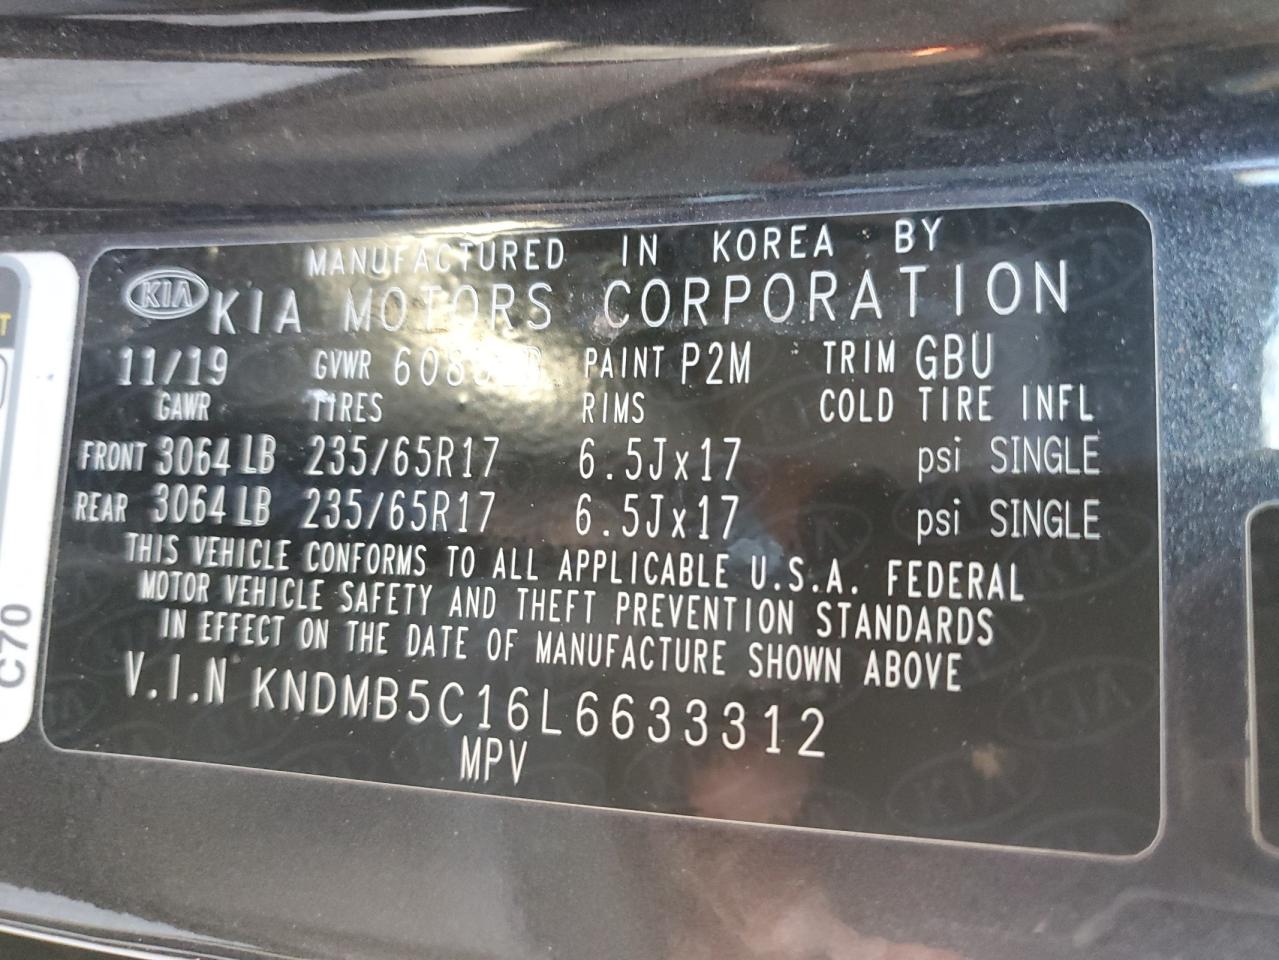 MANUFACTURED IN KOREA BY
KIA KIA MOTORS CORPORATION
11/19 GVWR PAINT P2M TRIM GBU
GAWR TIRES RIMS COLD TIRE INFL
FRONT 3064 LB 235/65R17 6.5Jx17 psi SINGLE
REAR 3064 LB 235/65R17 6.5Jx17 psi SINGLE
THIS VEHICLE CONFORMS TO ALL APPLICABLE U.S.A. FEDERAL
MOTOR VEHICLE SAFETY AND THEFT PREVENTION STANDARDS
IN EFFECT ON THE DATE OF MANUFACTURE SHOWN ABOVE
V.I.N KNDMB5C16L6633312
MPV
C70